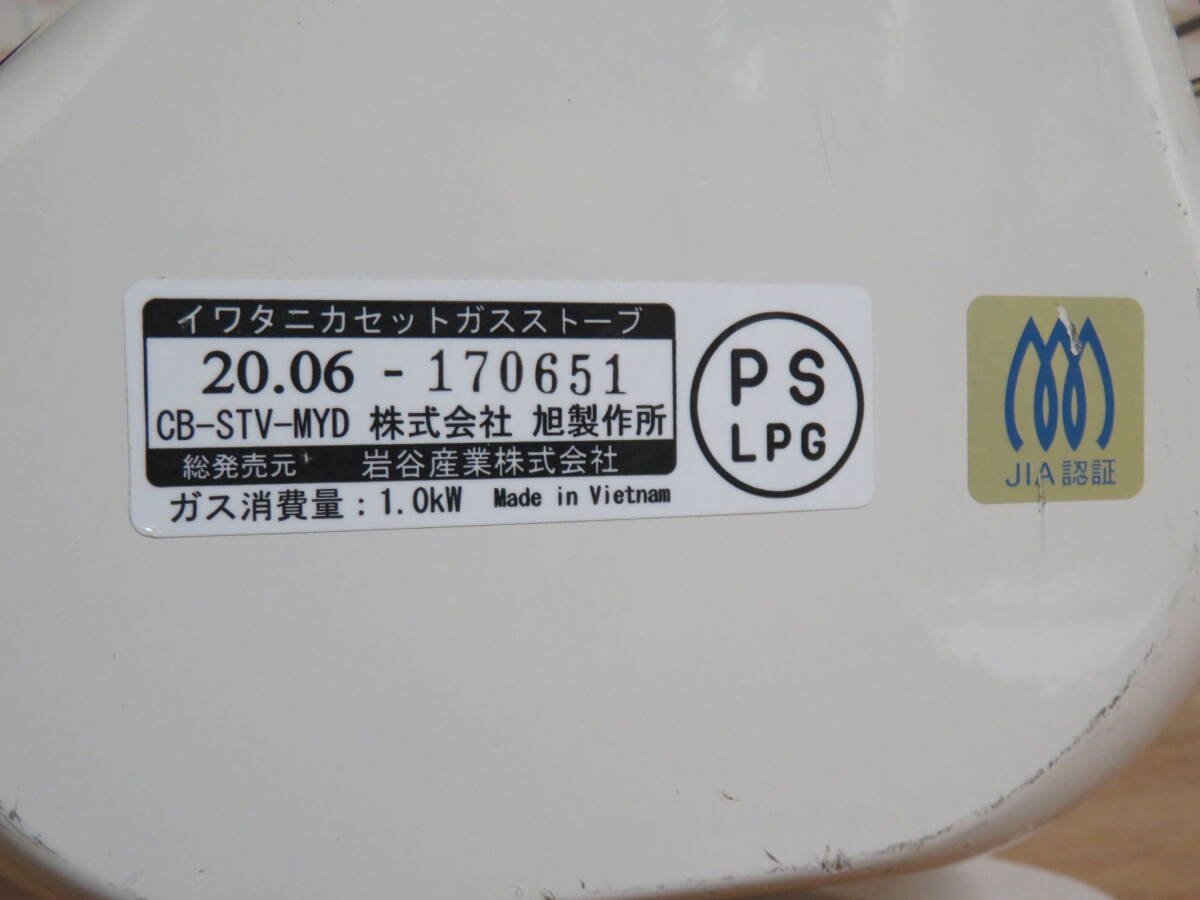 イワタニカセットガスストーブ
20.06 - 170651
CB-STV-MYD 株式会社 旭製作所
総発売元 岩谷産業株式会社
ガス消費量：1.0kW Made in Vietnam
PS
LPG
JIA認証